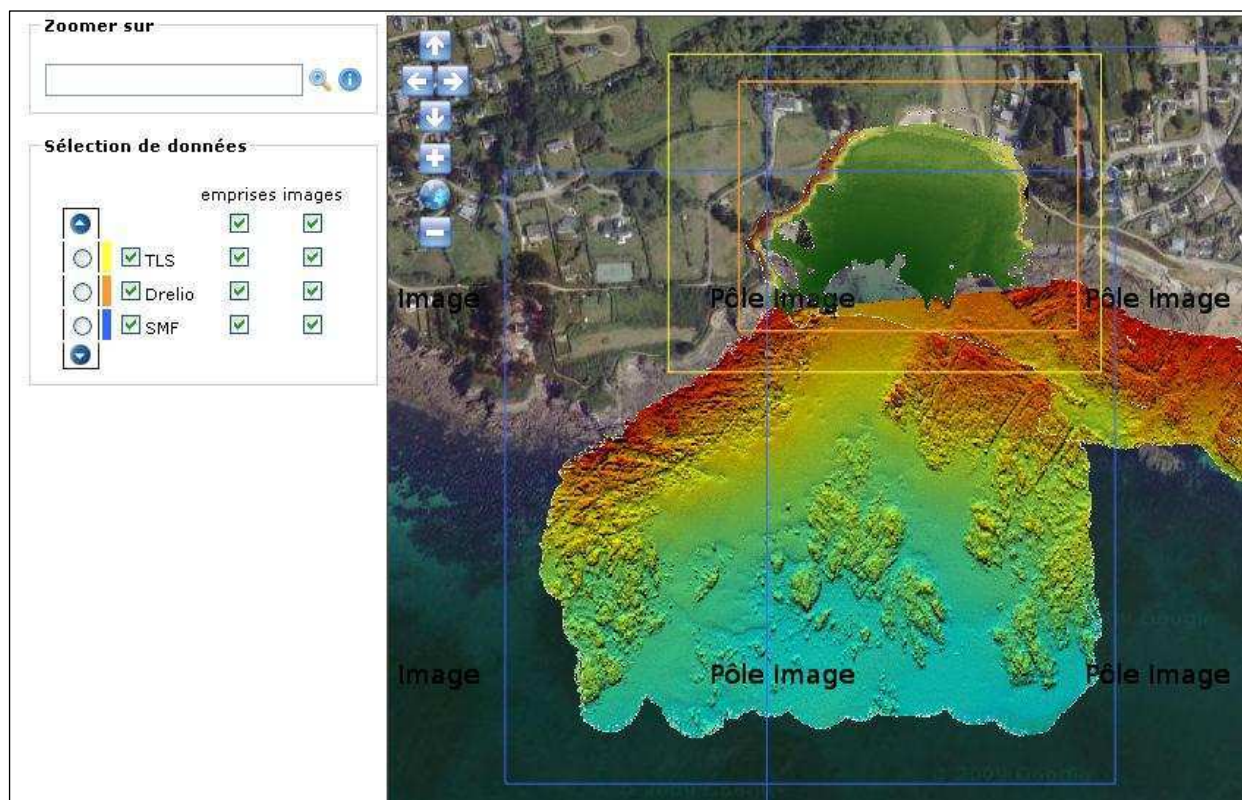 Zoomer sur
Sélection de données
emprises images
TLS
Drelio
SMF
Image
Pôle Image
Pôle Image
Image
Pôle Image
Pôle Image